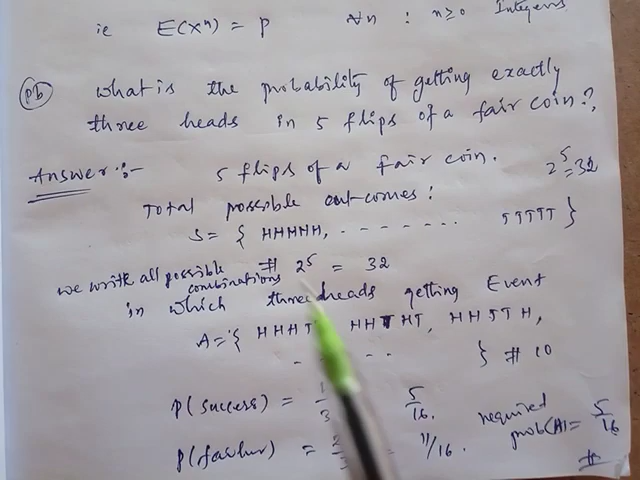 ie E(X^n) = p ∀n : n≥0 Integers
Pb what is the probability of getting exactly
three heads in 5 flips of a fair coin?,
Answer:- 5 flips of a fair coin.
2^5=32
Total possible out-comes:
S = { HHHHH, - - - - - - - TTTTT }
# 2^5 = 32
we write all possible combinations
in which three heads getting Event
A = { HHHT HHTHT, HHTTH,
- - - - } # 10
P(success) = 5/16.
P(failur) = 11/16.
required
prob(A) = 5/16
#